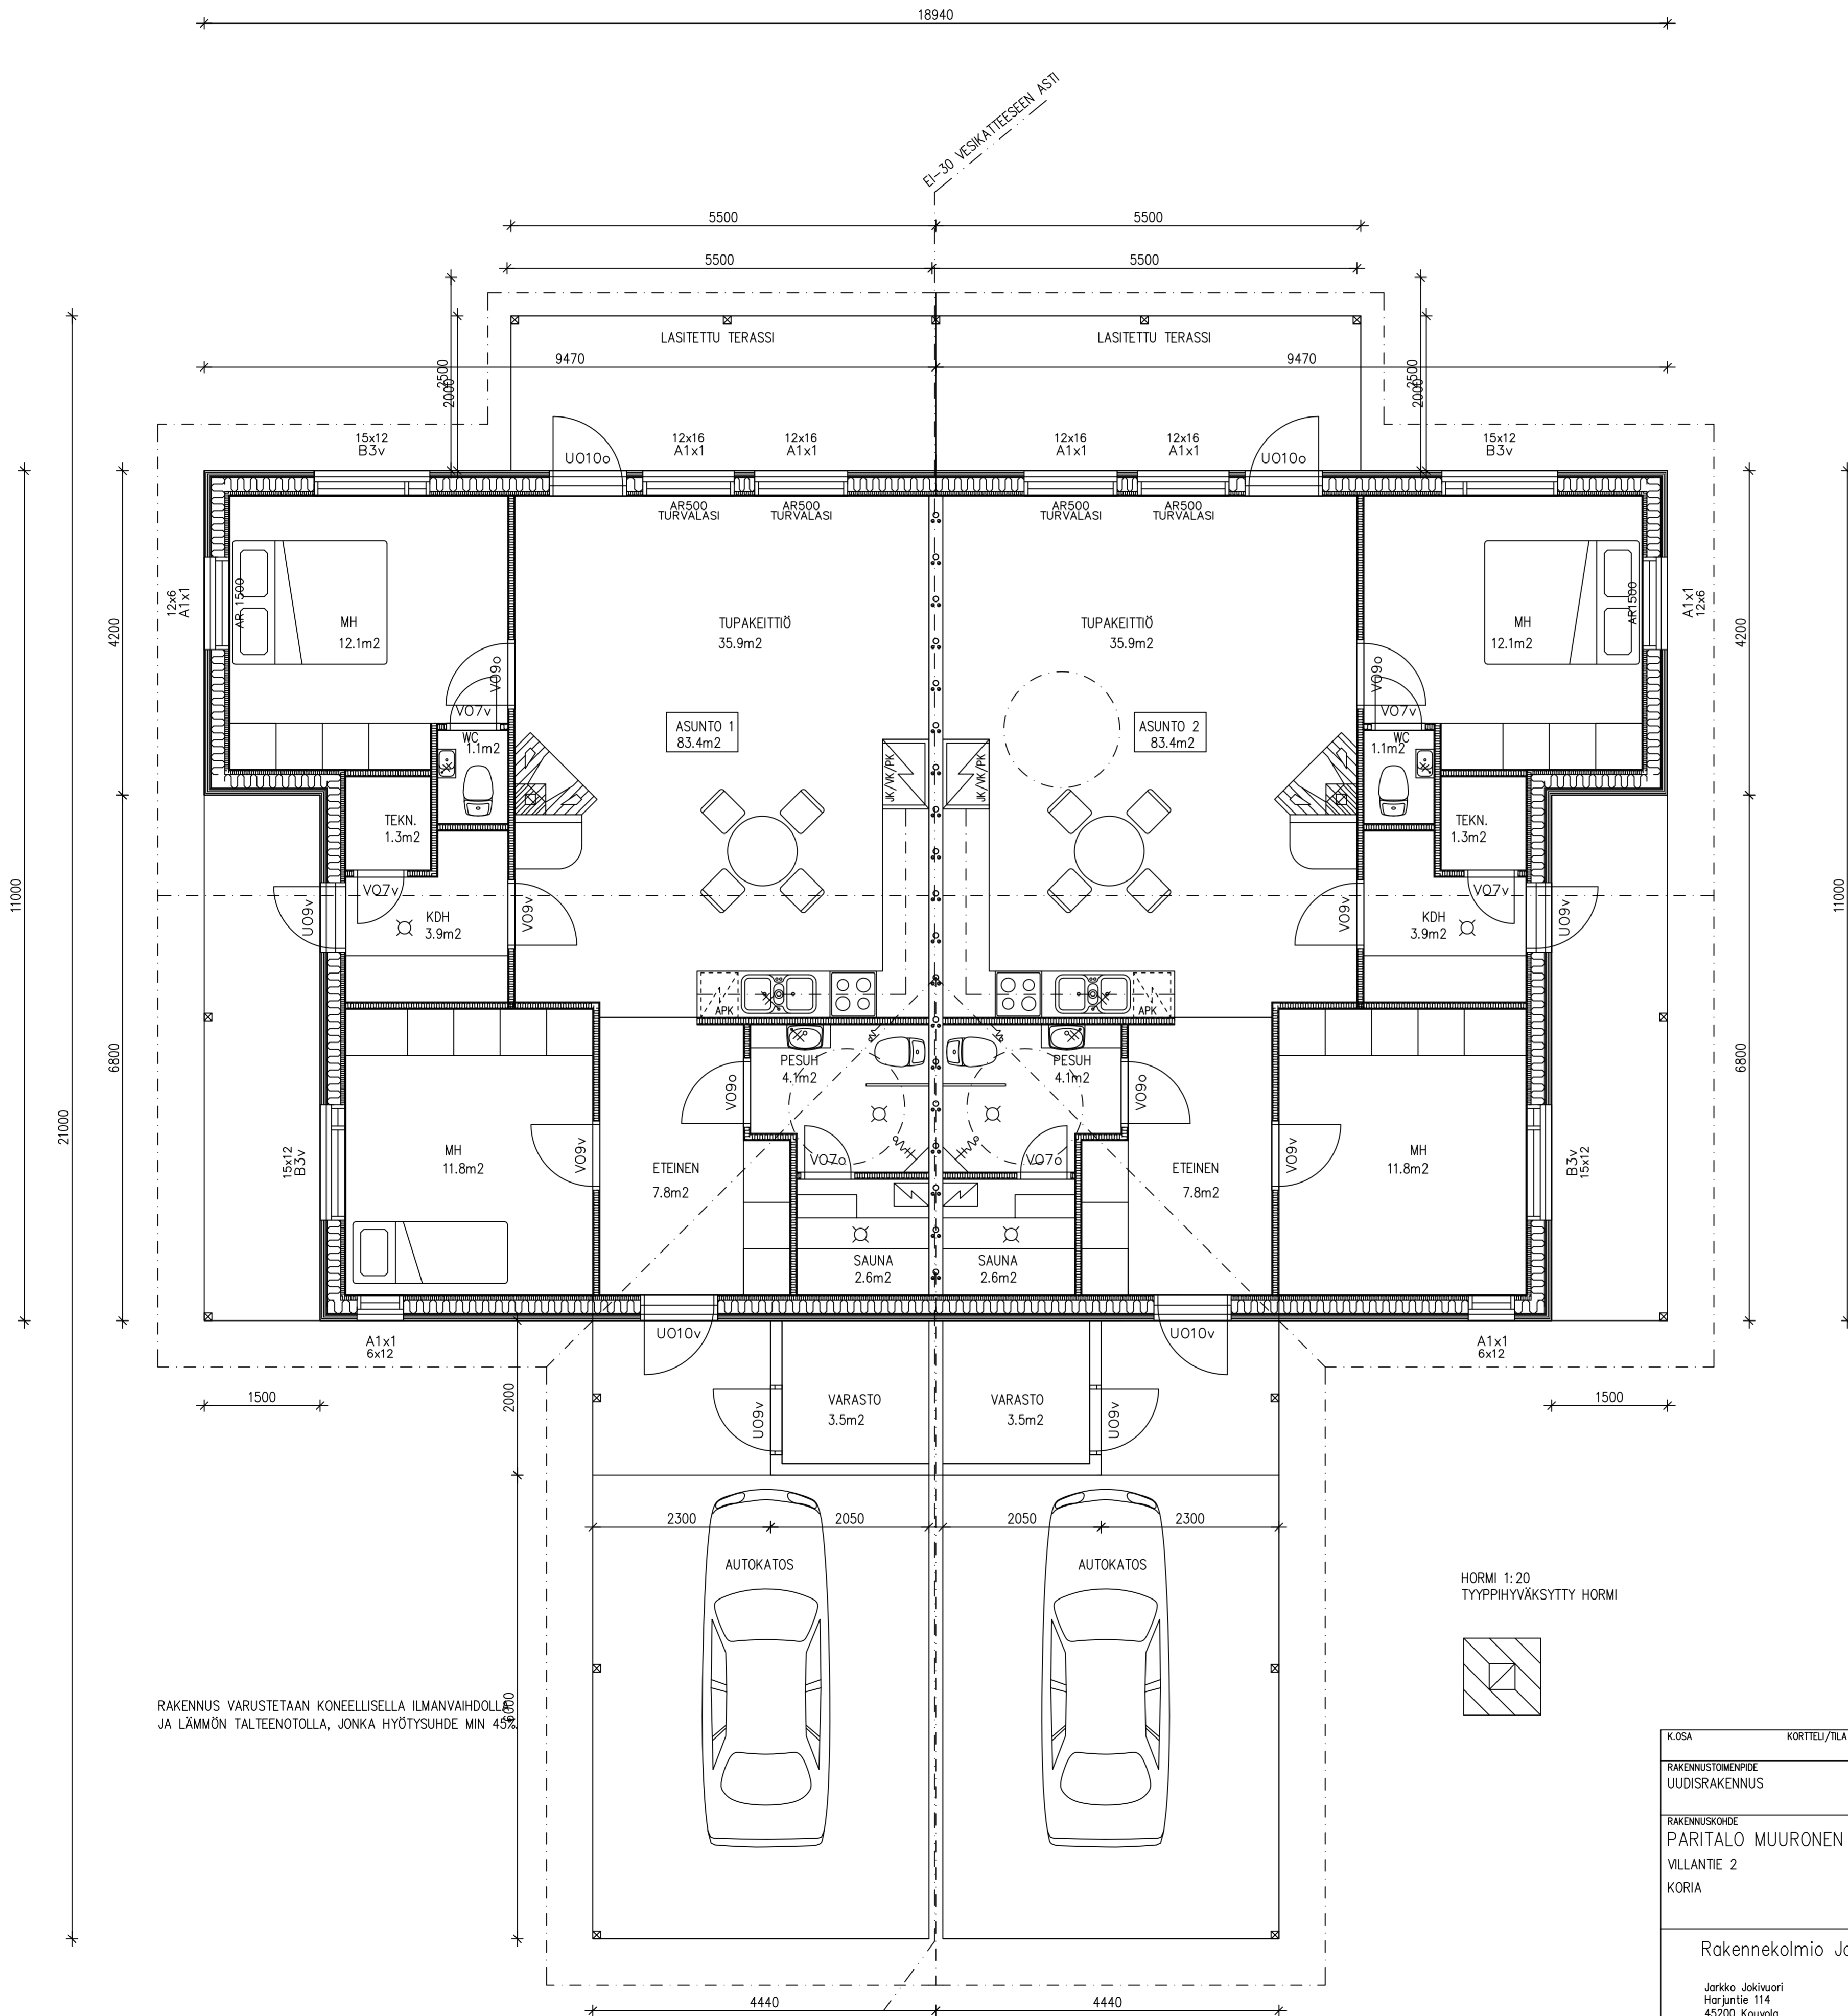 18940
EI-30 VESIKATTEESEEN ASTI
5500 5500
5500 5500
LASITETTU TERASSI LASITETTU TERASSI
9470 9470
2500 2500
2000 2000
15x12 12x16 12x16 12x16 12x16 15x12
B3v A1x1 A1x1 A1x1 A1x1 B3v
UO10o UO10o
AR500 AR500 AR500 AR500
TURVALASI TURVALASI TURVALASI TURVALASI
12x6 A1x1
12x6
A1x1
AR 1500 AR1500
4200 4200
MH TUPAKEITTIÖ TUPAKEITTIÖ MH
12.1m2 35.9m2 35.9m2 12.1m2
VO9o VO9o
VO7v VO7v
ASUNTO 1 ASUNTO 2
83.4m2 83.4m2
WC WC
1.1m2 1.1m2
JK/VK/PK JK/VK/PK
TEKN. TEKN.
1.3m2 1.3m2
VO7v VO7v
11000 11000
UO9v VO9v VO9v UO9v
KDH KDH
3.9m2 3.9m2
APK APK
6800 6800
21000
PESUH PESUH
4.1m2 4.1m2
VO9o VO9o
15x12 B3v
15x12
B3v
MH VO9v VO9v MH
11.8m2 11.8m2
VO7o VO7o
ETEINEN ETEINEN
7.8m2 7.8m2
SAUNA SAUNA
2.6m2 2.6m2
A1x1 UO10v UO10v A1x1
6x12 6x12
1500 2000 1500
VARASTO VARASTO
3.5m2 3.5m2
UO9v UO9v
2300 2050 2050 2300
AUTOKATOS AUTOKATOS
HORMI 1:20
TYYPPIHYVÄKSYTTY HORMI
RAKENNUS VARUSTETAAN KONEELLISELLA ILMANVAIHDOLLA
JA LÄMMÖN TALTEENOTOLLA, JONKA HYÖTYSUHDE MIN 45%
6000
K.OSA KORTTELI/TILA
RAKENNUSTOIMENPIDE
UUDISRAKENNUS
RAKENNUSKOHDE
PARITALO MUURONEN
VILLANTIE 2
KORIA
Rakennekolmio
Jarkko Jokivuori
Harjuntie 114
45200 Kouvola
4440 4440